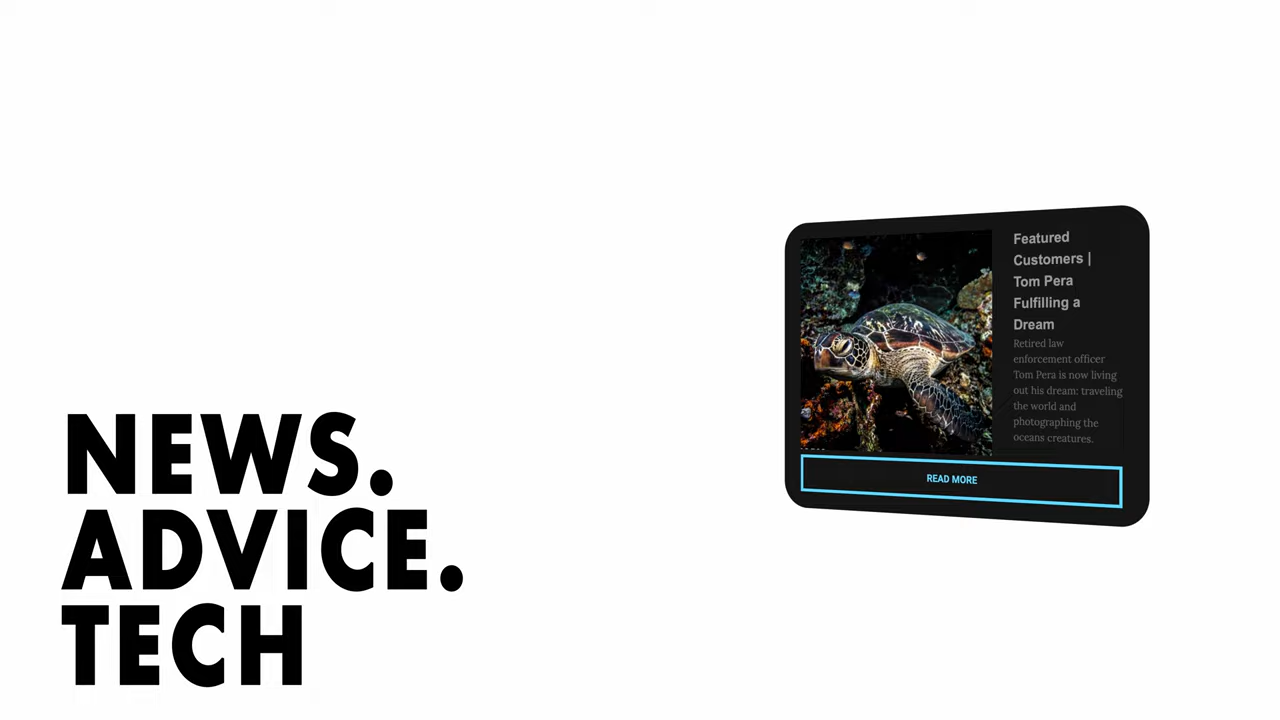 NEWS.
ADVICE.
TECH
Featured
Customers |
Tom Pera
Fulfilling a
Dream
Retired law
enforcement officer
Tom Pera is now living
out his dream: traveling
the world and
photographing the
oceans creatures.
READ MORE